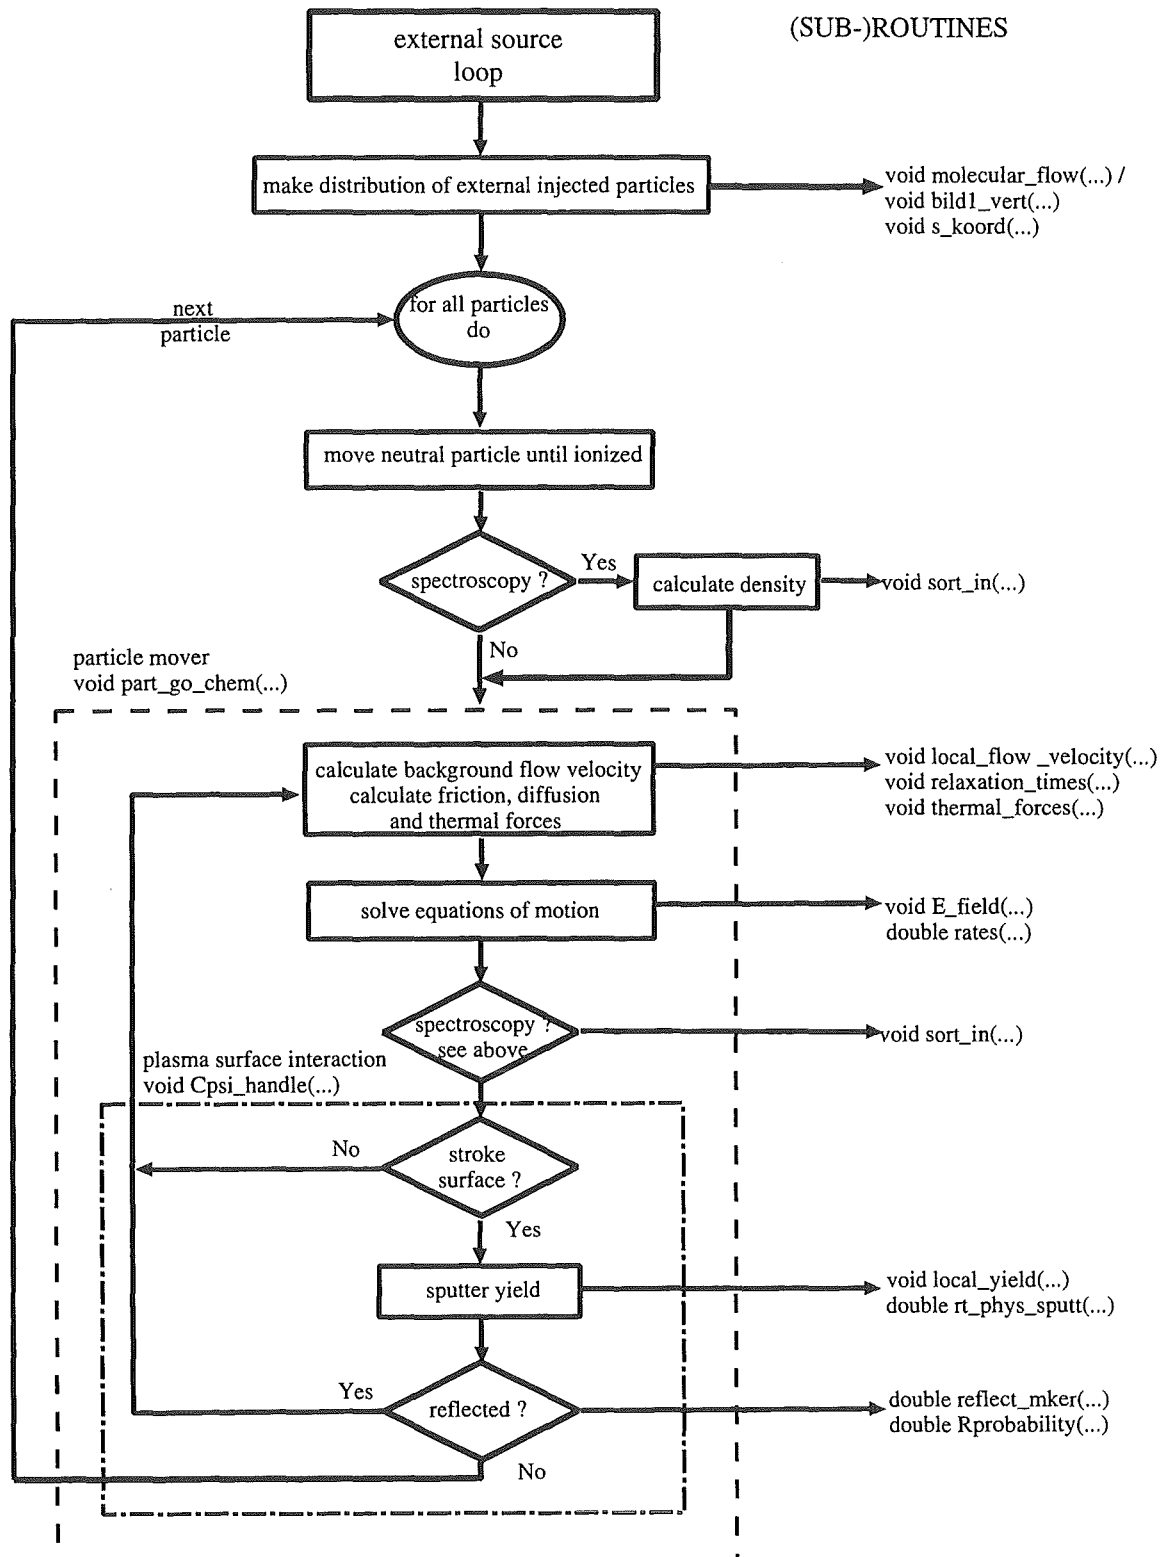 (SUB-)ROUTINES
external source
loop
make distribution of external injected particles
void molecular_flow(...) /
void bild1_vert(...)
void s_koord(...)
for all particles
do
next
particle
move neutral particle until ionized
spectroscopy ?
Yes
calculate density
void sort_in(...)
No
particle mover
void part_go_chem(...)
calculate background flow velocity
calculate friction, diffusion
and thermal forces
void local_flow _velocity(...)
void relaxation_times(...)
void thermal_forces(...)
solve equations of motion
void E_field(...)
double rates(...)
spectroscopy ?
see above
void sort_in(...)
plasma surface interaction
void Cpsi_handle(...)
No
stroke
surface ?
Yes
sputter yield
void local_yield(...)
double rt_phys_sputt(...)
Yes
reflected ?
double reflect_mker(...)
double Rprobability(...)
No